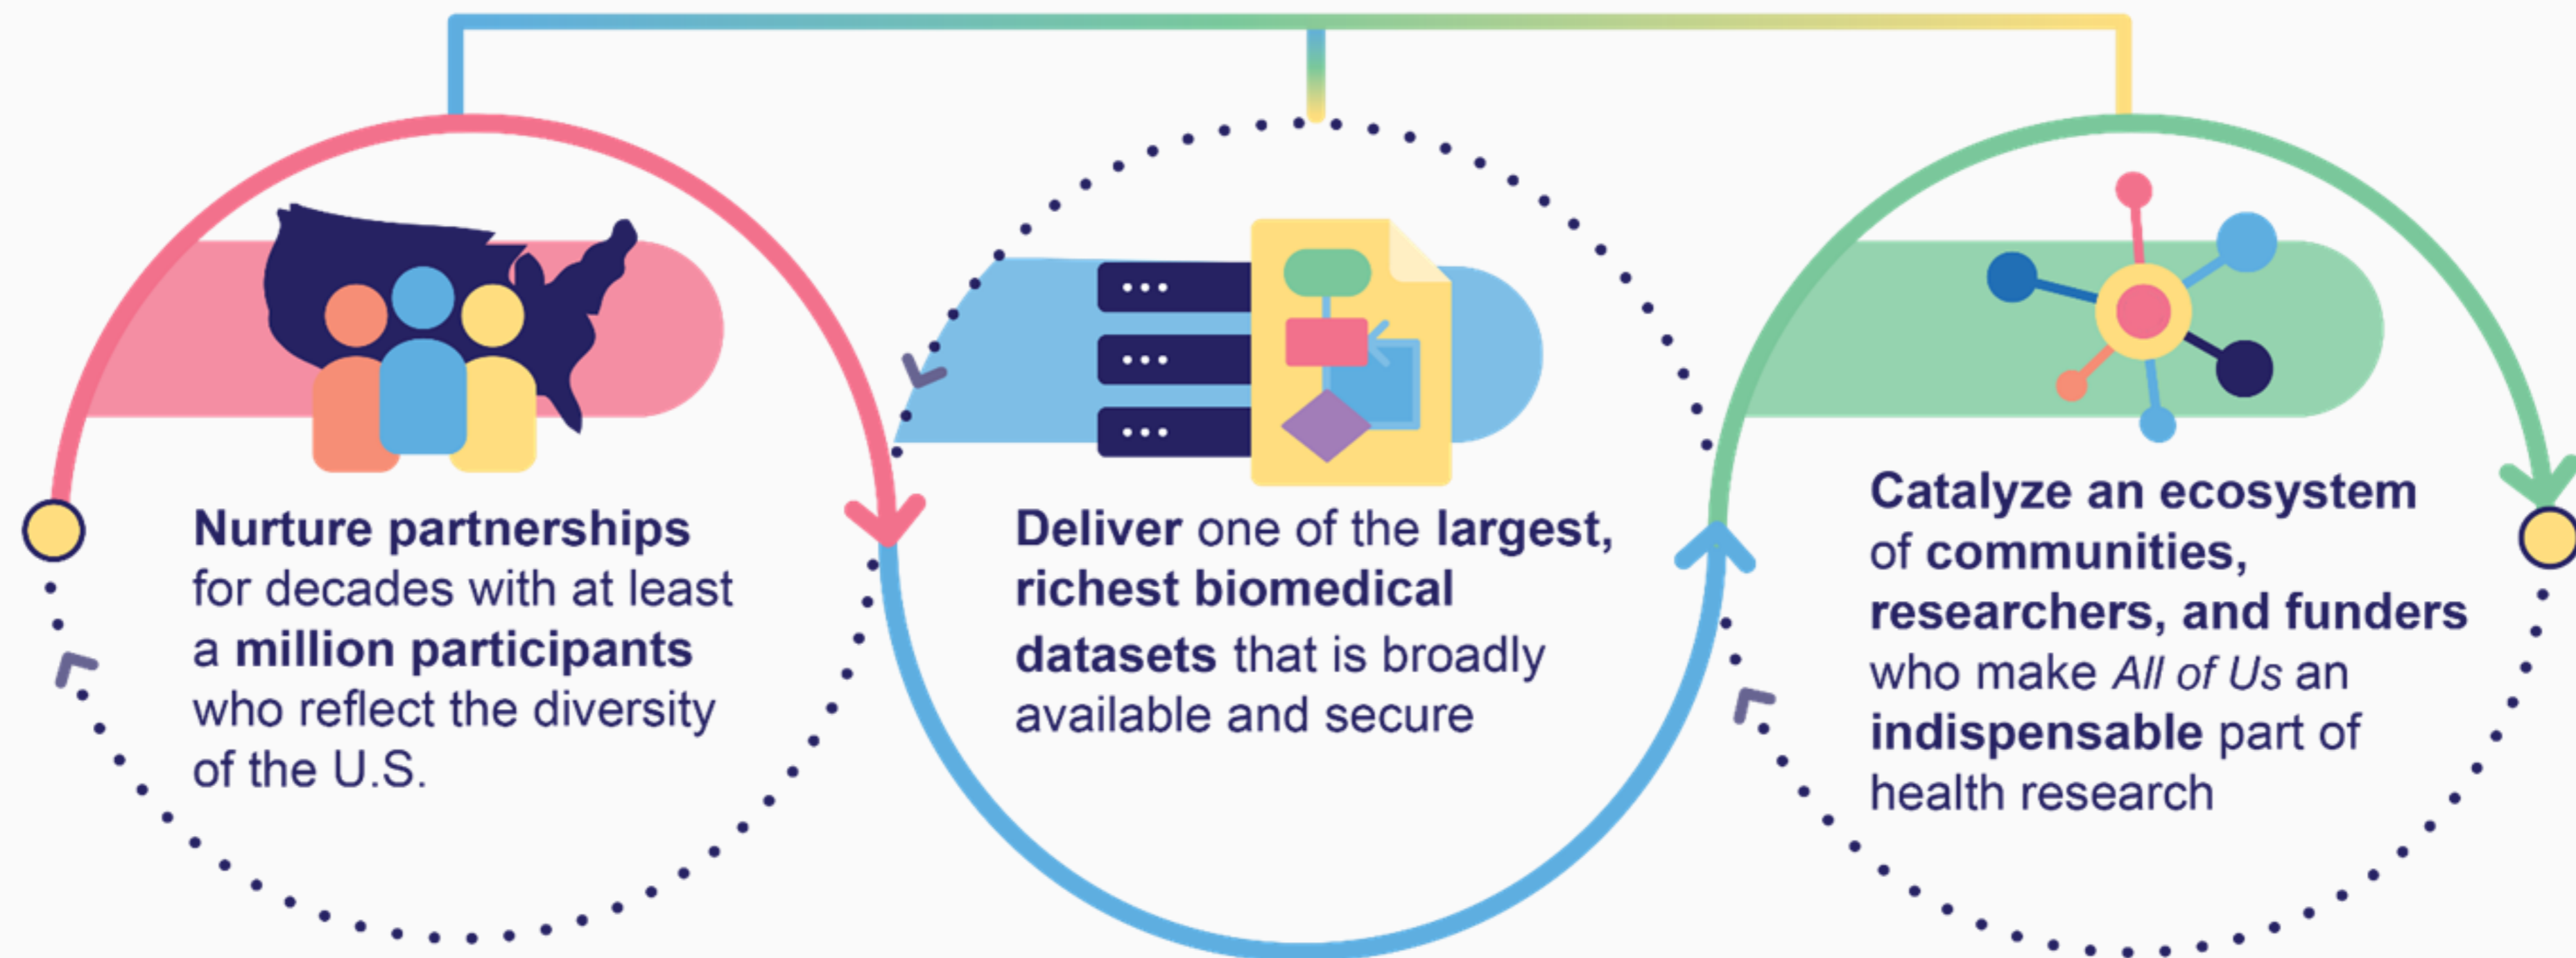 Nurture partnerships
for decades with at least
a million participants
who reflect the diversity
of the U.S.
Deliver one of the largest,
richest biomedical
datasets that is broadly
available and secure
Catalyze an ecosystem
of communities,
researchers, and funders
who make All of Us an
indispensable part of
health research